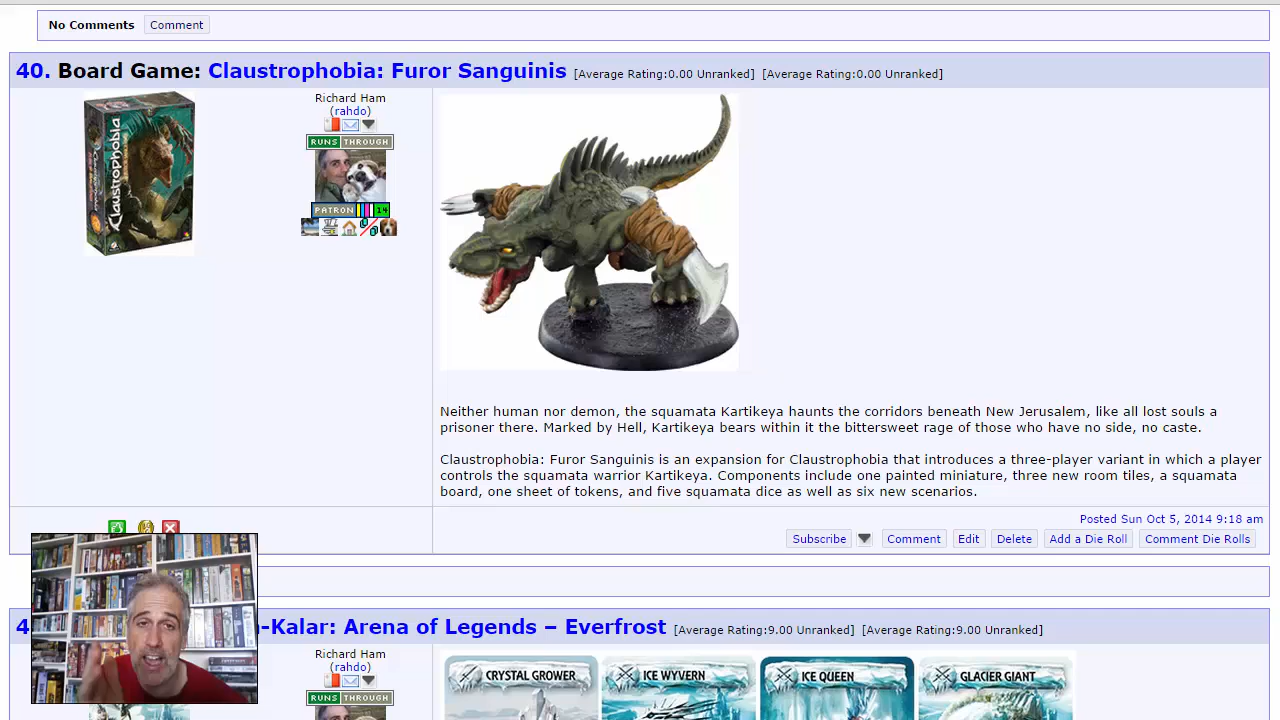 No Comments Comment
40. Board Game: Claustrophobia: Furor Sanguinis [Average Rating:0.00 Unranked] [Average Rating:0.00 Unranked]
Claustrophobia
Richard Ham
(rahdo)
RUNS THROUGH
PATRON 14
Neither human nor demon, the squamata Kartikeya haunts the corridors beneath New Jerusalem, like all lost souls a
prisoner there. Marked by Hell, Kartikeya bears within it the bittersweet rage of those who have no side, no caste.
Claustrophobia: Furor Sanguinis is an expansion for Claustrophobia that introduces a three-player variant in which a player
controls the squamata warrior Kartikeya. Components include one painted miniature, three new room tiles, a squamata
board, one sheet of tokens, and five squamata dice as well as six new scenarios.
Posted Sun Oct 5, 2014 9:18 am
Subscribe Comment Edit Delete Add a Die Roll Comment Die Rolls
4 -Kalar: Arena of Legends – Everfrost [Average Rating:9.00 Unranked] [Average Rating:9.00 Unranked]
Richard Ham
(rahdo)
RUNS THROUGH
CRYSTAL GROWER ICE WYVERN ICE QUEEN GLACIER GIANT